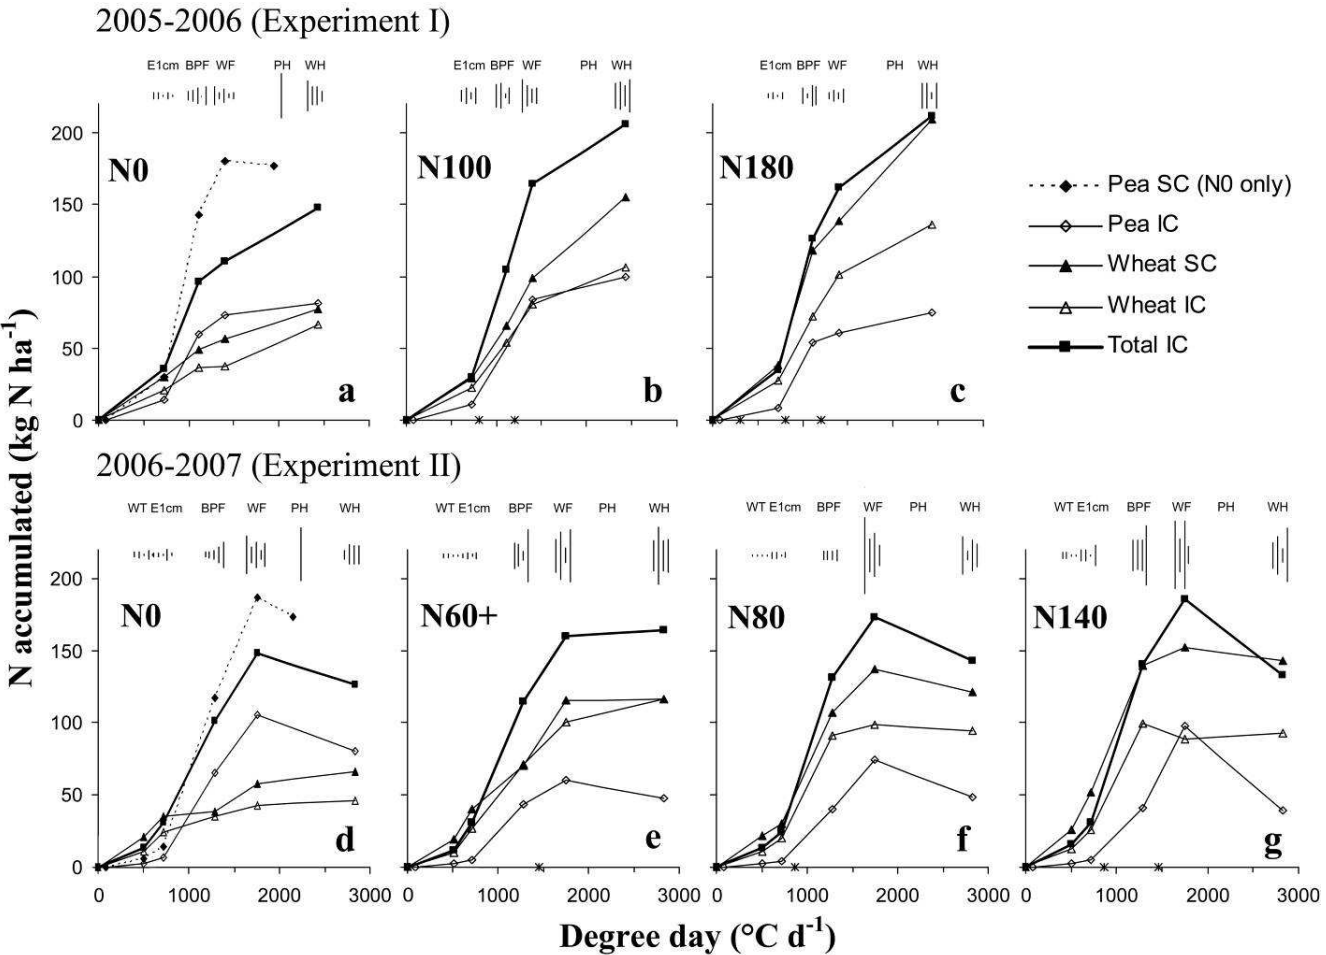 2005-2006 (Experiment I)
E1cm BPF WF PH WH
E1cm BPF WF PH WH
E1cm BPF WF PH WH
200
150
100
50
0
N0
N100
N180
a
b
c
Pea SC (N0 only)
Pea IC
Wheat SC
Wheat IC
Total IC
N accumulated (kg N ha-1)
2006-2007 (Experiment II)
WT E1cm BPF WF PH WH
WT E1cm BPF WF PH WH
WT E1cm BPF WF PH WH
WT E1cm BPF WF PH WH
200
150
100
50
0
N0
N60+
N80
N140
d
e
f
g
0 1000 2000 3000
0 1000 2000 3000
0 1000 2000 3000
0 1000 2000 3000
Degree day (°C d-1)